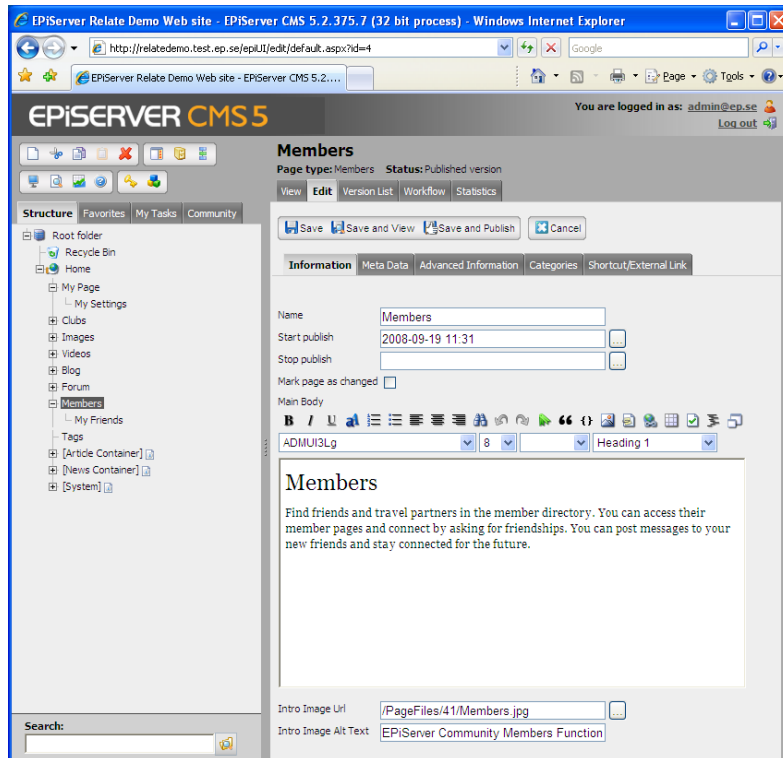 EPiServer Relate Demo Web site - EPiServer CMS 5.2.375.7 (32 bit process) - Windows Internet Explorer
http://relatedemo.test.ep.se/epiUI/edit/default.aspx?id=4
Google
EPiServer Relate Demo Web site - EPiServer CMS 5.2....
Page
Tools
EPiSERVER CMS 5
You are logged in as: admin@ep.se
Log out
Members
Page type: Members Status: Published version
View Edit Version List Workflow Statistics
Structure Favorites My Tasks Community
Root folder
Recycle Bin
Home
My Page
My Settings
Clubs
Images
Videos
Blog
Forum
Members
My Friends
Tags
[Article Container]
[News Container]
[System]
Search:
Save Save and View Save and Publish Cancel
Information Meta Data Advanced Information Categories Shortcut/External Link
Name Members
Start publish 2008-09-19 11:31 ...
Stop publish ...
Mark page as changed
Main Body
B I U
ADMUI3Lg 8 Heading 1
Members
Find friends and travel partners in the member directory. You can access their
member pages and connect by asking for friendships. You can post messages to your
new friends and stay connected for the future.
Intro Image Url /PageFiles/41/Members.jpg ...
Intro Image Alt Text EPiServer Community Members Function